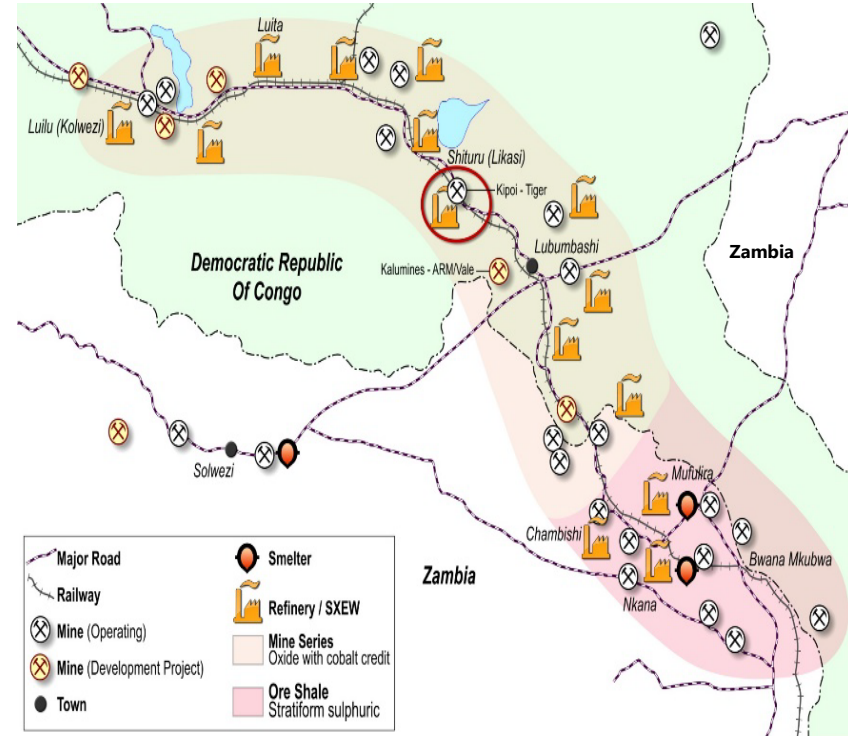 Luita
Luilu (Kolwezi)
Shituru (Likasi)
Kipoi - Tiger
Lubumbashi
Kalumines - ARM/Vale
Democratic Republic
Of Congo
Zambia
Solwezi
Mufulira
Chambishi
Bwana Mkubwa
Zambia
Nkana
Major Road
Railway
Mine (Operating)
Mine (Development Project)
Town
Smelter
Refinery / SXEW
Mine Series
Oxide with cobalt credit
Ore Shale
Stratiform sulphuric